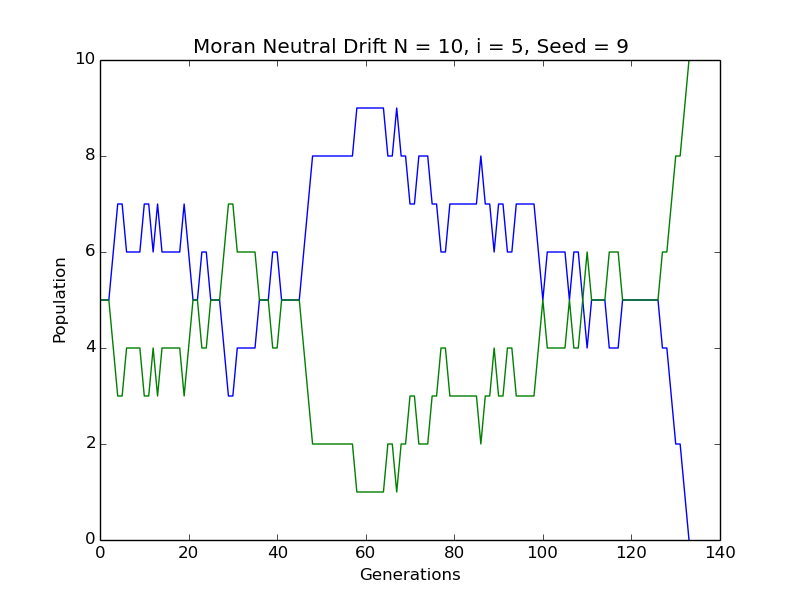 Moran Neutral Drift N = 10, i = 5, Seed = 9
10
8
6
4
2
0
Population
0 20 40 60 80 100 120 140
Generations